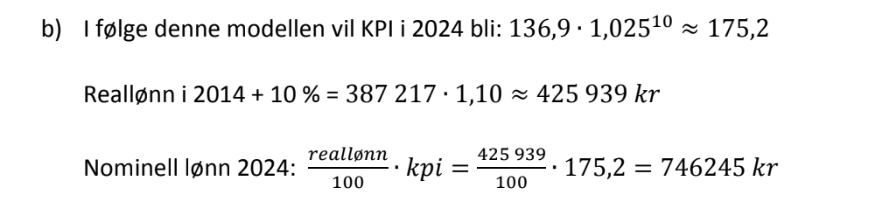 b) I følge denne modellen vil KPI i 2024 bli: 136,9 · 1,025¹⁰ ≈ 175,2
Reallønn i 2014 + 10 % = 387 217 · 1,10 ≈ 425 939 kr
Nominell lønn 2024: reallønn/100 · kpi = 425 939/100 · 175,2 = 746245 kr